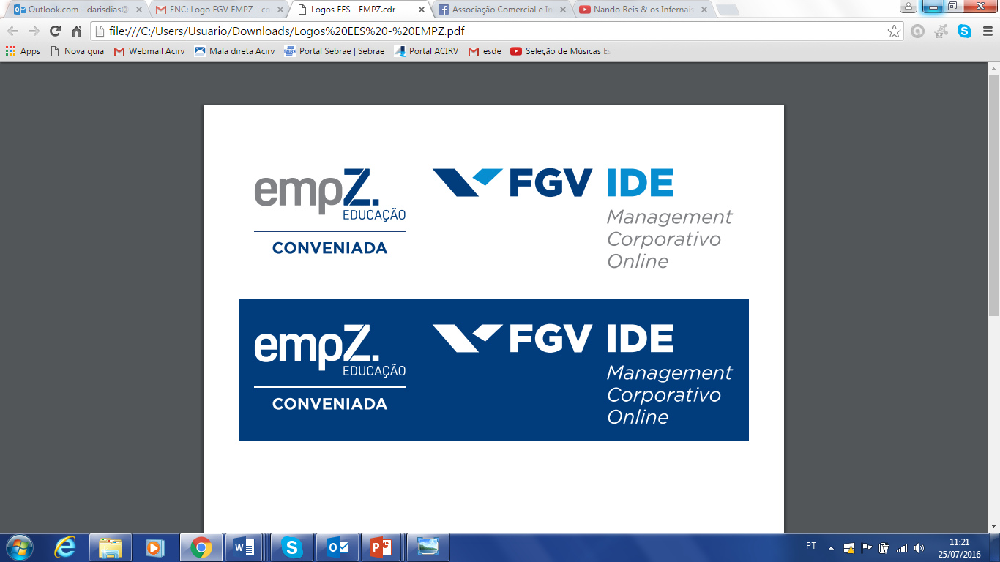 Outlook.com - darisdias@
ENC: Logo FGV EMPZ - co
Logos EES - EMPZ.cdr
Associação Comercial e In
Nando Reis & os Infernais
file:///C:/Users/Usuario/Downloads/Logos%20EES%20-%20EMPZ.pdf
Apps
Nova guia
Webmail Acirv
Mala direta Acirv
Portal Sebrae | Sebrae
Portal ACIRV
esde
Seleção de Músicas Es
empZ.
EDUCAÇÃO
CONVENIADA
FGV IDE
Management
Corporativo
Online
empZ.
EDUCAÇÃO
CONVENIADA
FGV IDE
Management
Corporativo
Online
PT
11:21
25/07/2016